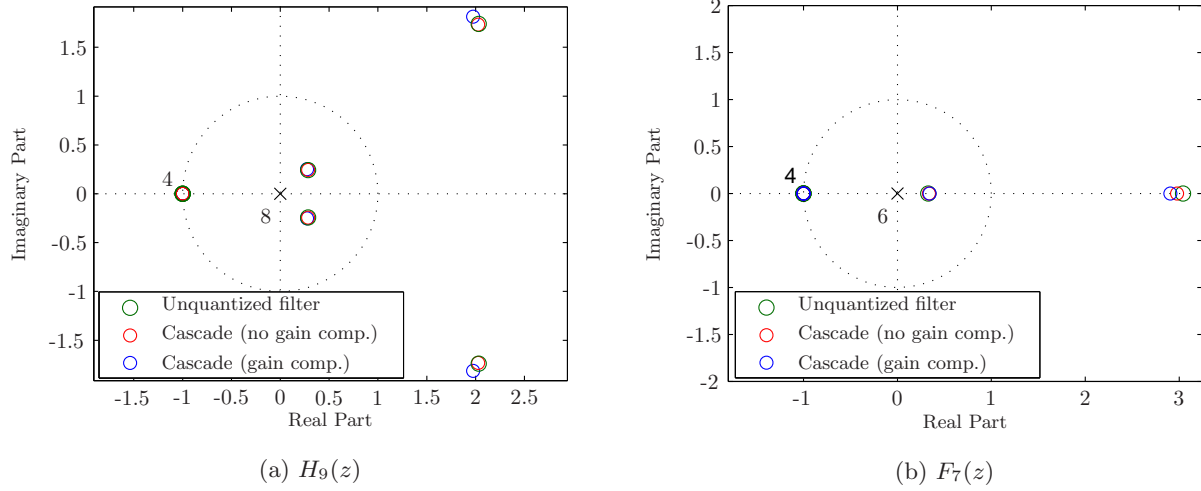 1.5
1
0.5
0
-0.5
-1
-1.5
Imaginary Part
4
8
Unquantized filter
Cascade (no gain comp.)
Cascade (gain comp.)
-1.5 -1 -0.5 0 0.5 1 1.5 2 2.5
Real Part
(a) H₉(z)
2
1.5
1
0.5
0
-0.5
-1
-1.5
-2
Imaginary Part
4
6
Unquantized filter
Cascade (no gain comp.)
Cascade (gain comp.)
-1 0 1 2 3
Real Part
(b) F₇(z)